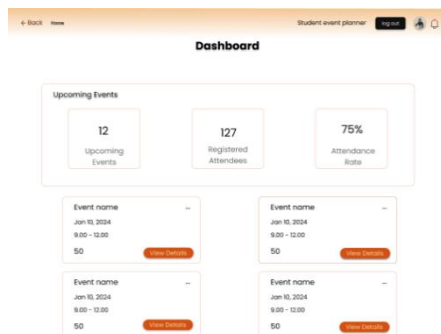 ← Back Home Student event planner log out
Dashboard
Upcoming Events
12 127 75%
Upcoming Events
Registered Attendees
Attendance Rate
Event name ...
Jan 10, 2024
9.00 - 12.00
50 View Details
Event name ...
Jan 10, 2024
9.00 - 12.00
50 View Details
Event name ...
Jan 10, 2024
9.00 - 12.00
50 View Details
Event name ...
Jan 10, 2024
9.00 - 12.00
50 View Details